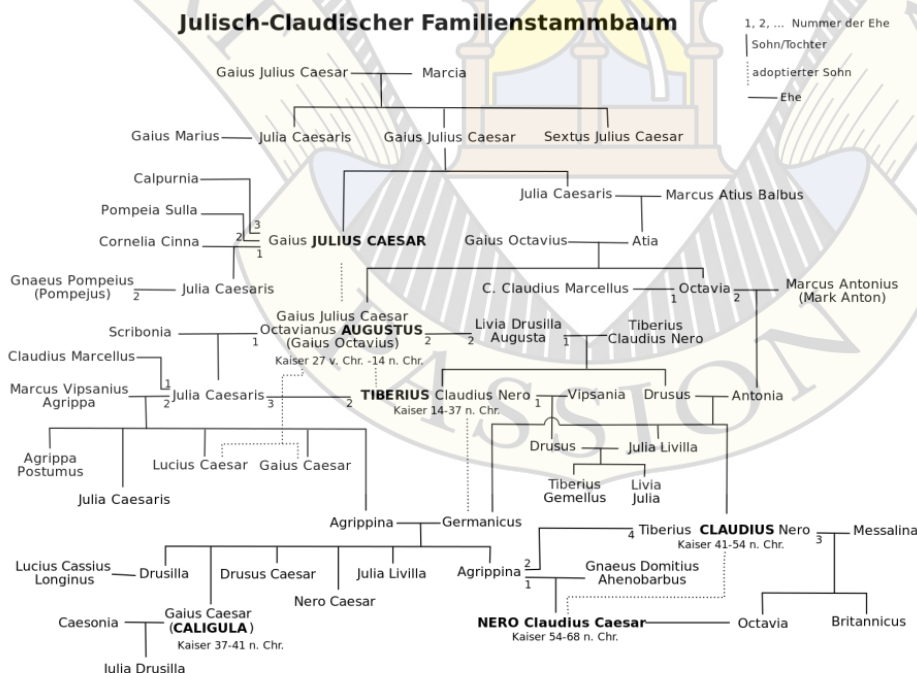 Julisch-Claudischer Familienstammbaum
1, 2, ... Nummer der Ehe
Sohn/Tochter
adoptierter Sohn
Ehe
Gaius Julius Caesar
Marcia
Gaius Marius
Julia Caesaris
Gaius Julius Caesar
Sextus Julius Caesar
Calpurnia
Julia Caesaris
Marcus Atius Balbus
Pompeia Sulla
3
2
Cornelia Cinna
1
Gaius JULIUS CAESAR
Gaius Octavius
Atia
Gnaeus Pompeius
(Pompejus)
2
Julia Caesaris
C. Claudius Marcellus
1
Octavia
2
Marcus Antonius
(Mark Anton)
Scribonia
1
Gaius Julius Caesar
Octavianus AUGUSTUS
(Gaius Octavius)
Kaiser 27 v. Chr. -14 n. Chr.
2
2
Livia Drusilla
Augusta
1
Tiberius
Claudius Nero
Claudius Marcellus
1
Marcus Vipsanius
Agrippa
2
Julia Caesaris
3
2
TIBERIUS Claudius Nero
Kaiser 14-37 n. Chr.
1
Vipsania
Drusus
Antonia
Agrippa
Postumus
Julia Caesaris
Lucius Caesar
Gaius Caesar
Drusus
Julia Livilla
Tiberius
Gemellus
Livia
Julia
Agrippina
Germanicus
4
Tiberius CLAUDIUS Nero
Kaiser 41-54 n. Chr.
3
Messalina
Lucius Cassius
Longinus
Drusilla
Drusus Caesar
Julia Livilla
Agrippina
2
1
Gnaeus Domitius
Ahenobarbus
Nero Caesar
Caesonia
Gaius Caesar
(CALIGULA)
Kaiser 37-41 n. Chr.
NERO Claudius Caesar
Kaiser 54-68 n. Chr.
Octavia
Britannicus
Julia Drusilla
PASSION